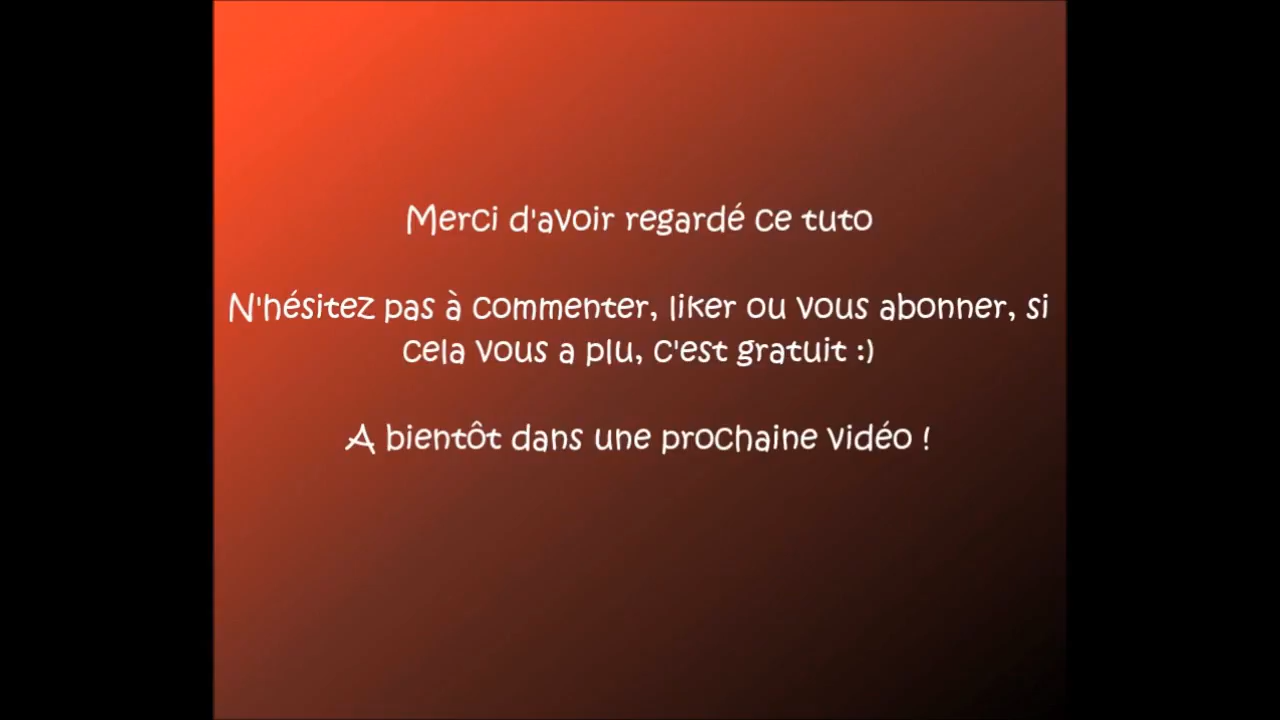 Merci d'avoir regardé ce tuto
N'hésitez pas à commenter, liker ou vous abonner, si
cela vous a plu, c'est gratuit :)
A bientôt dans une prochaine vidéo !